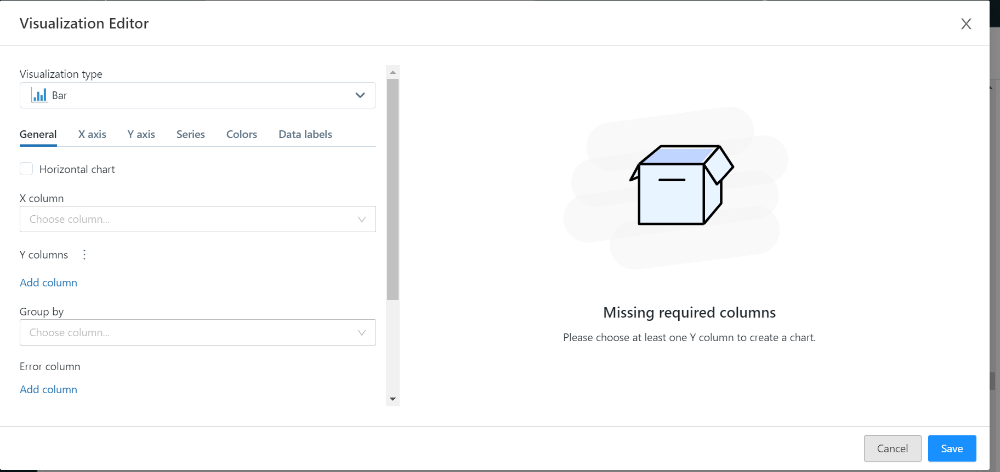 Visualization Editor
Visualization type
Bar
General X axis Y axis Series Colors Data labels
Horizontal chart
X column
Choose column...
Y columns
Add column
Group by
Choose column...
Error column
Add column
Missing required columns
Please choose at least one Y column to create a chart.
Cancel Save